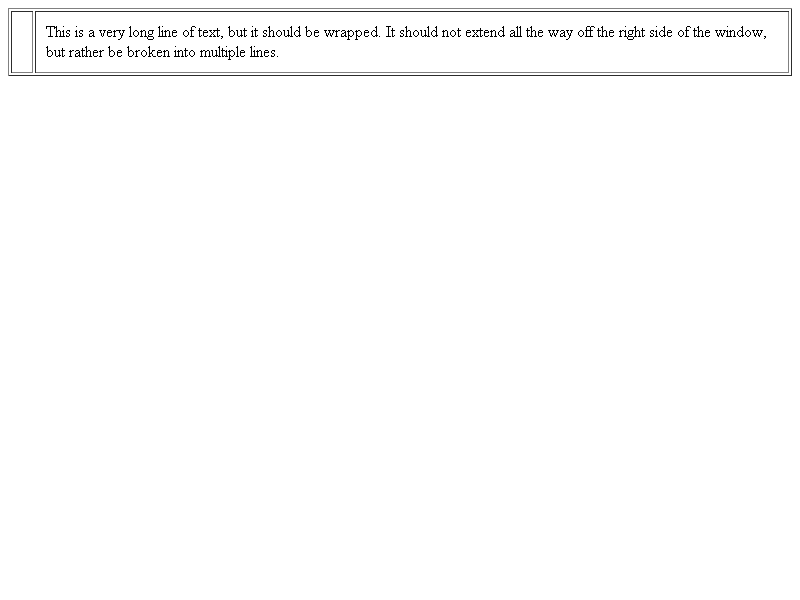 This is a very long line of text, but it should be wrapped. It should not extend all the way off the right side of the window,
but rather be broken into multiple lines.